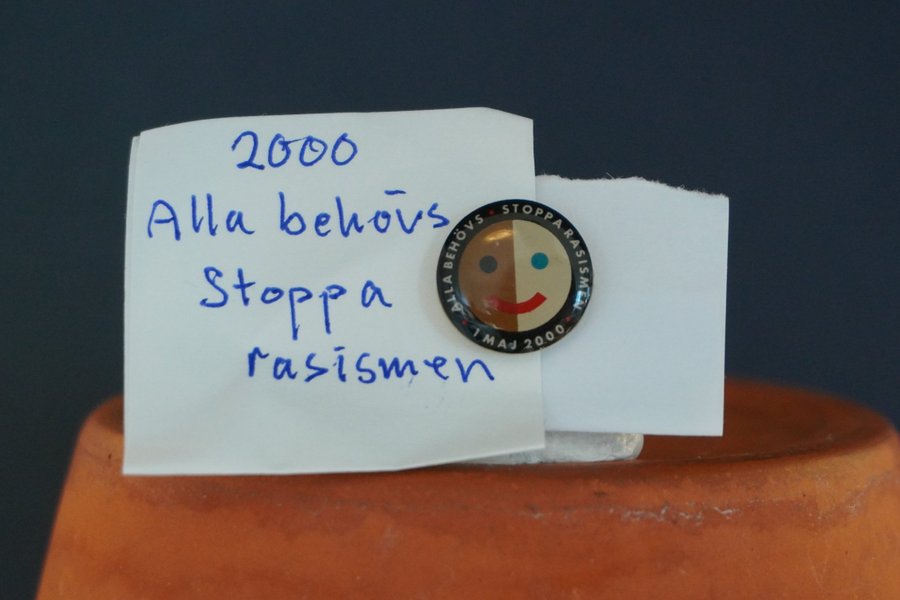 2000
Alla behövs
Stoppa
rasismen
ALLA BEHÖVS • STOPPA RASISMEN
• 1 MAJ 2000 •